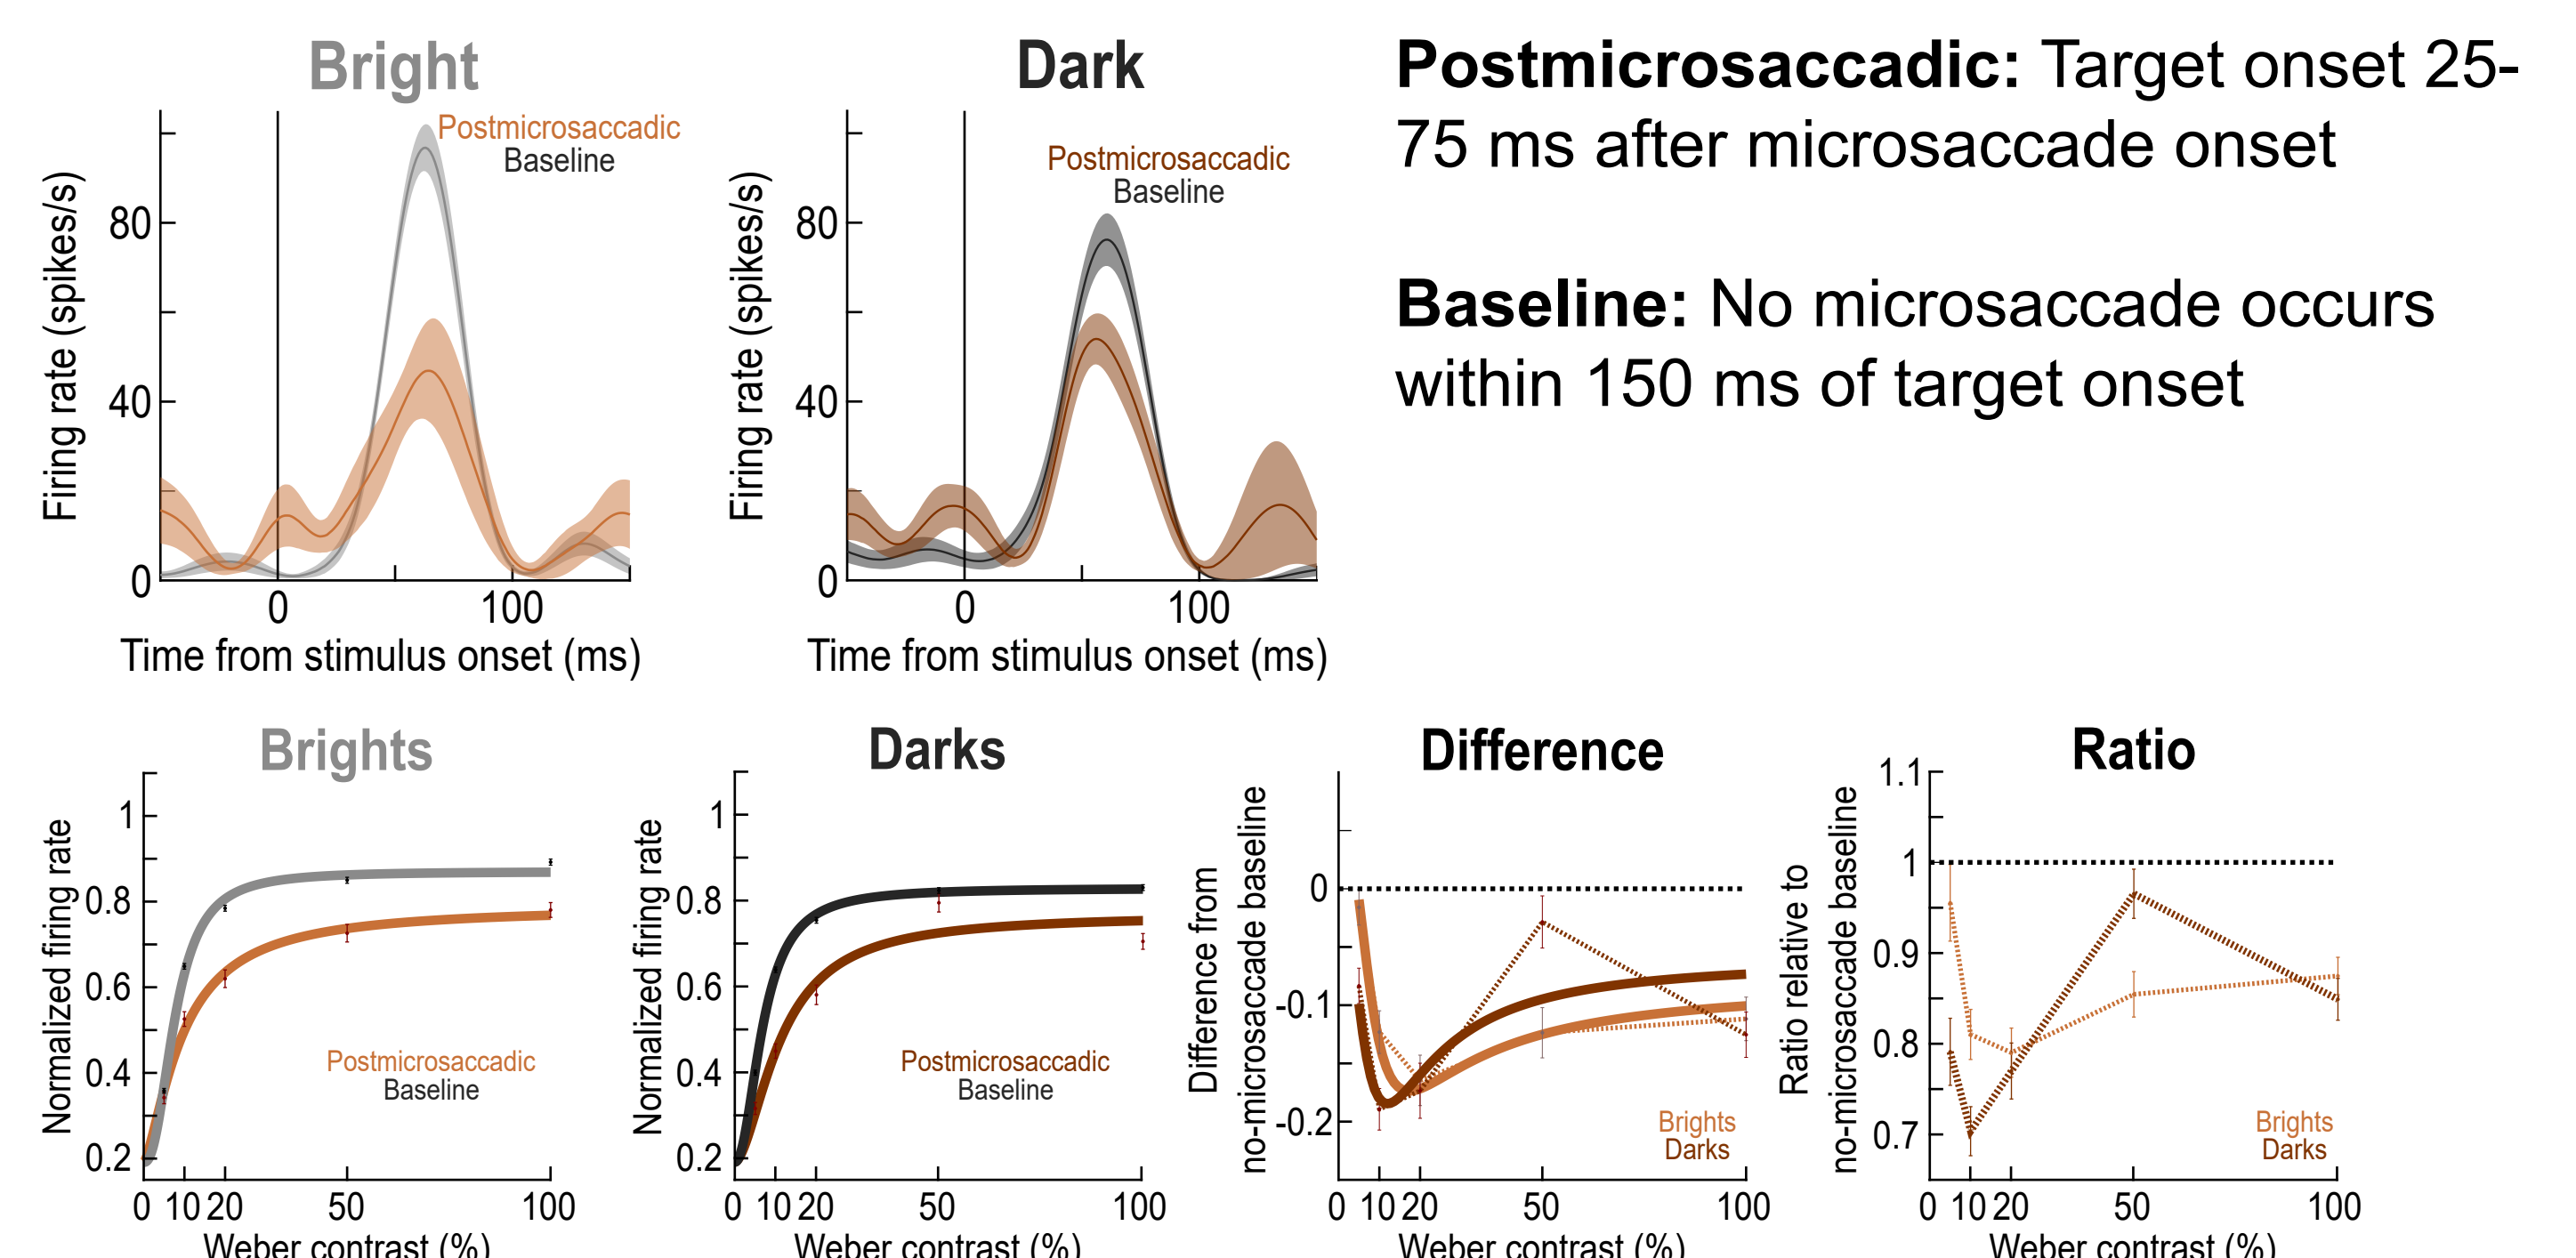 Bright
Postmicrosaccadic
Baseline
Firing rate (spikes/s)
80
40
0
0 100
Time from stimulus onset (ms)
Dark
Postmicrosaccadic
Baseline
Firing rate (spikes/s)
80
40
0
0 100
Time from stimulus onset (ms)
Postmicrosaccadic: Target onset 25-
75 ms after microsaccade onset
Baseline: No microsaccade occurs
within 150 ms of target onset
Brights
Normalized firing rate
1
0.8
0.6
0.4
0.2
Postmicrosaccadic
Baseline
0 10 20 50 100
Weber contrast (%)
Darks
Normalized firing rate
1
0.8
0.6
0.4
0.2
Postmicrosaccadic
Baseline
0 10 20 50 100
Weber contrast (%)
Difference
Difference from
no-microsaccade baseline
0
-0.1
-0.2
Brights
Darks
0 10 20 50 100
Weber contrast (%)
Ratio
Ratio relative to
no-microsaccade baseline
1.1
1
0.9
0.8
0.7
Brights
Darks
0 10 20 50 100
Weber contrast (%)